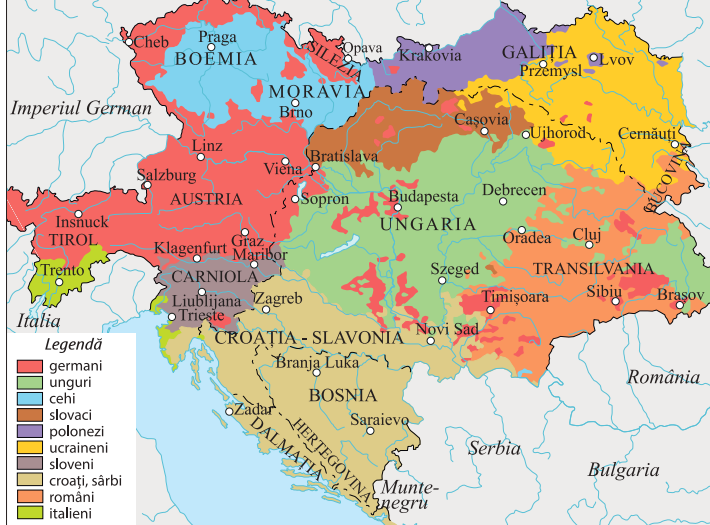 Praga
Cheb
BOEMIA
SILEZIA
Opava
Krakovia
GALIȚIA
Przemysl
Lvov
MORAVIA
Brno
Imperiul German
Casovia
Ujhorod
Cernăuți
Linz
Viena
Bratislava
BUCOVINA
Salzburg
AUSTRIA
Sopron
Budapesta
Debrecen
Insnuck
TIROL
UNGARIA
Graz
Oradea
Cluj
Klagenfurt
Maribor
Trento
CARNIOLA
Szeged
TRANSILVANIA
Liublijana
Zagreb
Timișoara
Sibiu
Brasov
Italia
Trieste
CROAȚIA - SLAVONIA
Novi Sad
Legendă
germani
unguri
cehi
slovaci
polonezi
ucraineni
sloveni
croați, sârbi
români
italieni
Branja Luka
BOSNIA
România
Zadar
Saraievo
DALMAȚIA
HERȚEGOVINA
Serbia
Bulgaria
Munte-
negru